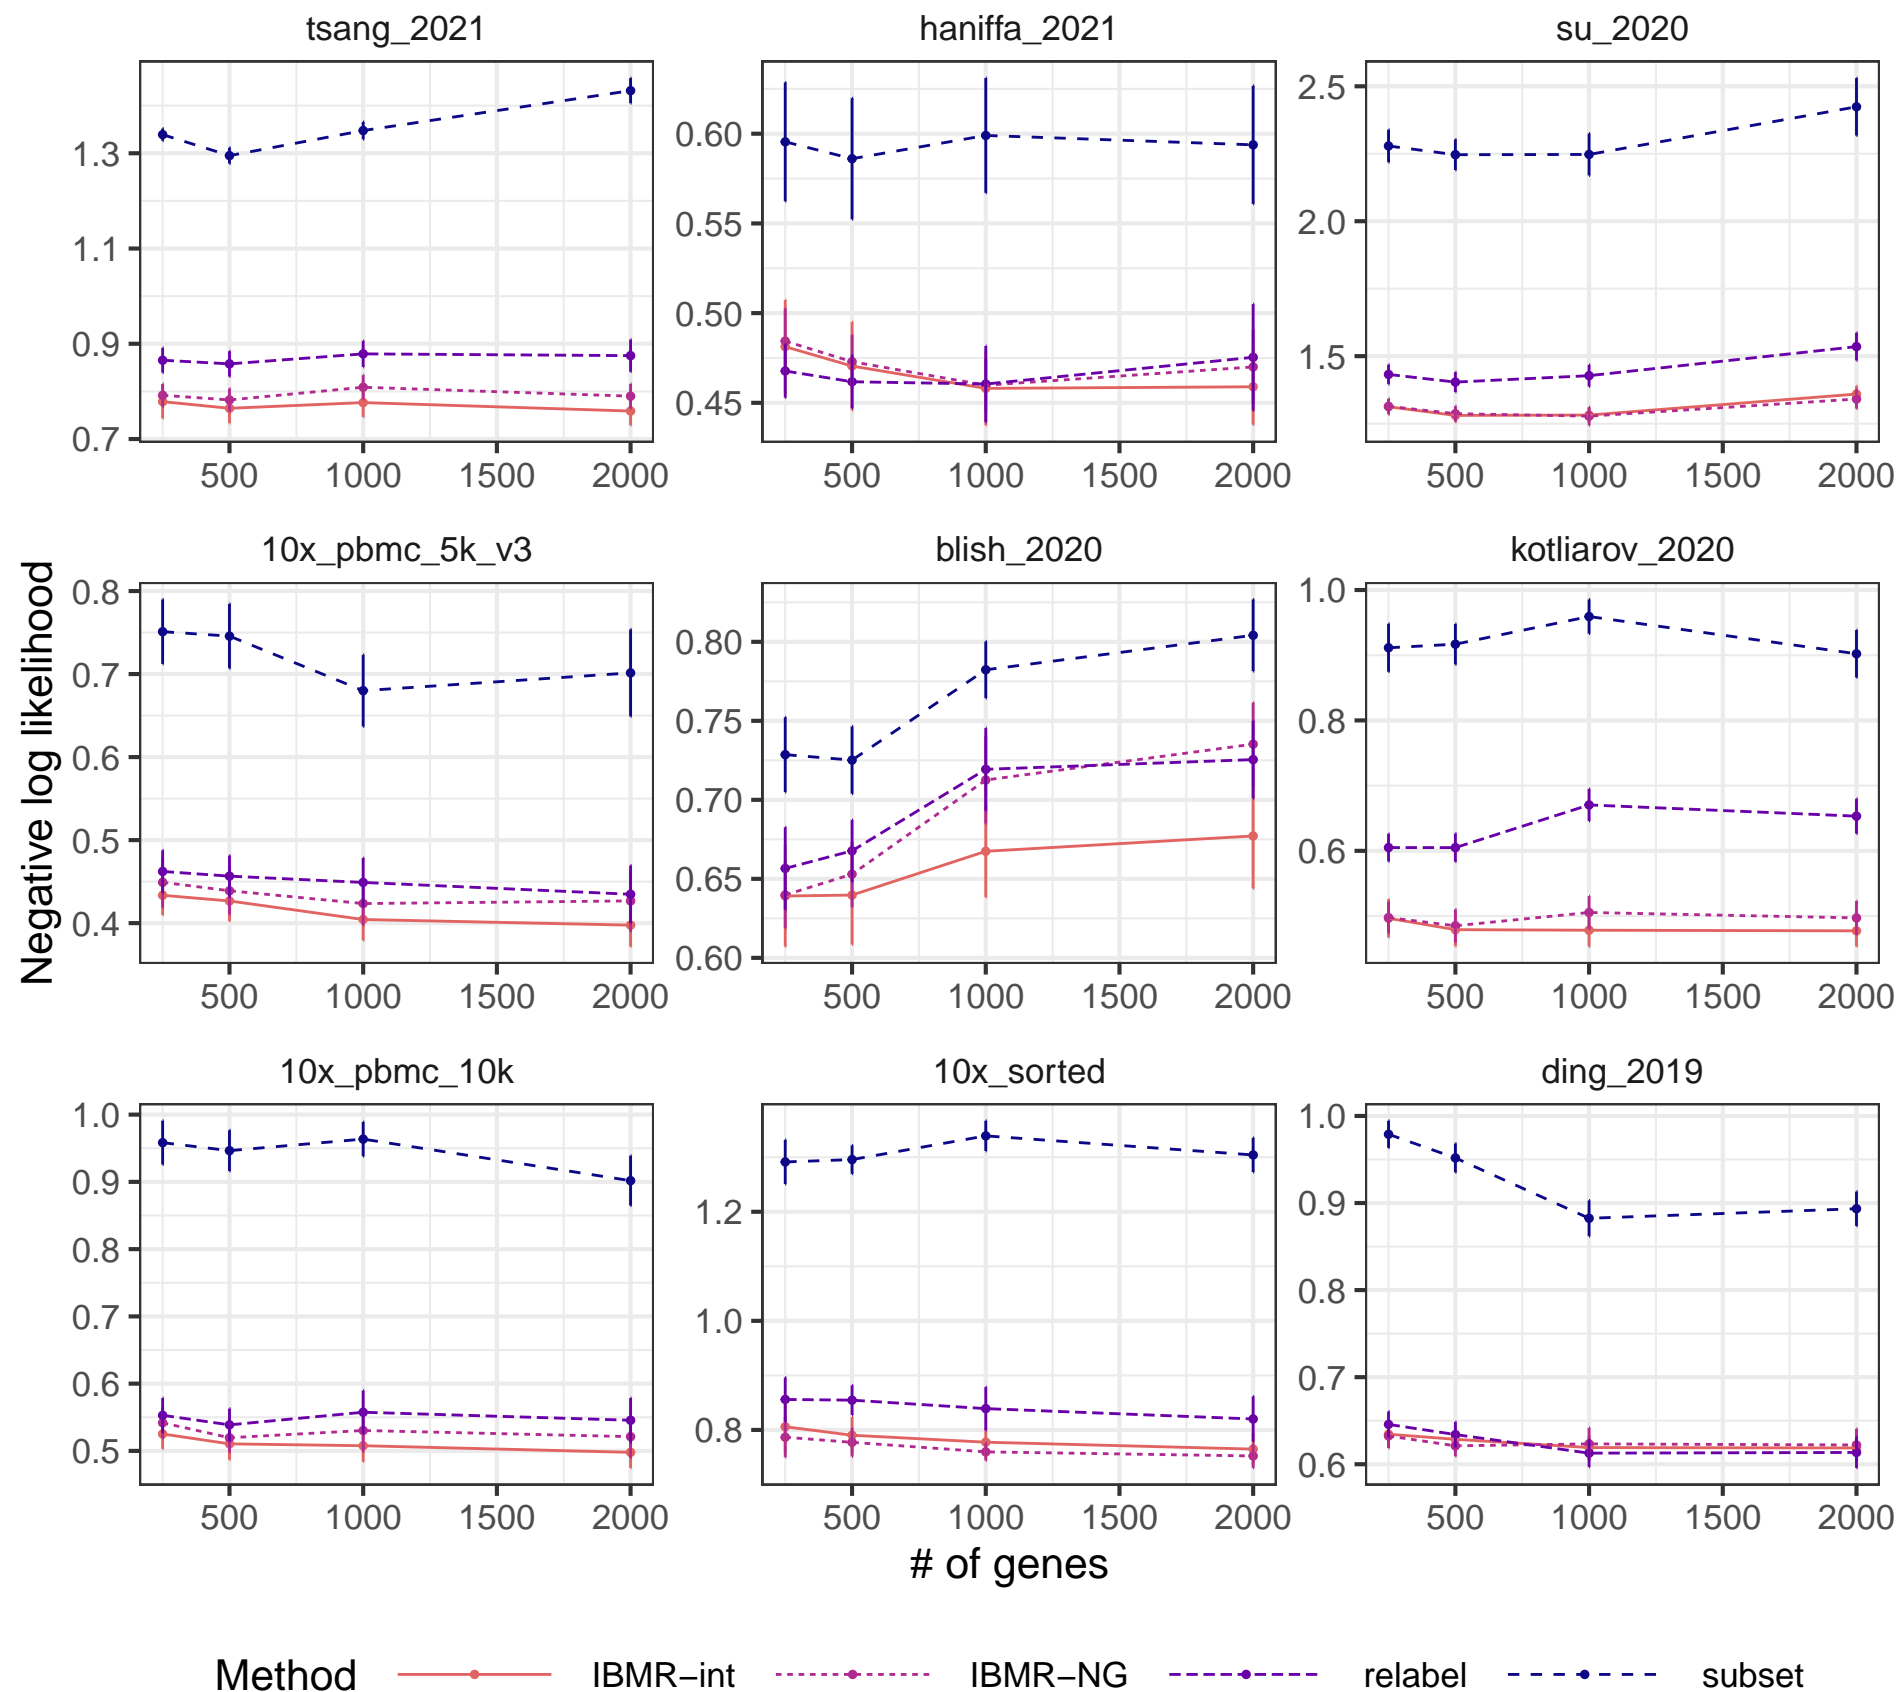 tsang_2021 haniffa_2021 su_2020
1.3 1.1 0.9 0.7
0.60 0.55 0.50 0.45
2.5 2.0 1.5
500 1000 1500 2000 500 1000 1500 2000 500 1000 1500 2000
10x_pbmc_5k_v3 blish_2020 kotliarov_2020
Negative log likelihood
0.8 0.7 0.6 0.5 0.4
0.80 0.75 0.70 0.65 0.60
1.0 0.8 0.6
500 1000 1500 2000 500 1000 1500 2000 500 1000 1500 2000
10x_pbmc_10k 10x_sorted ding_2019
1.0 0.9 0.8 0.7 0.6 0.5
1.2 1.0 0.8
1.0 0.9 0.8 0.7 0.6
500 1000 1500 2000 500 1000 1500 2000 500 1000 1500 2000
# of genes
Method IBMR−int IBMR−NG relabel subset